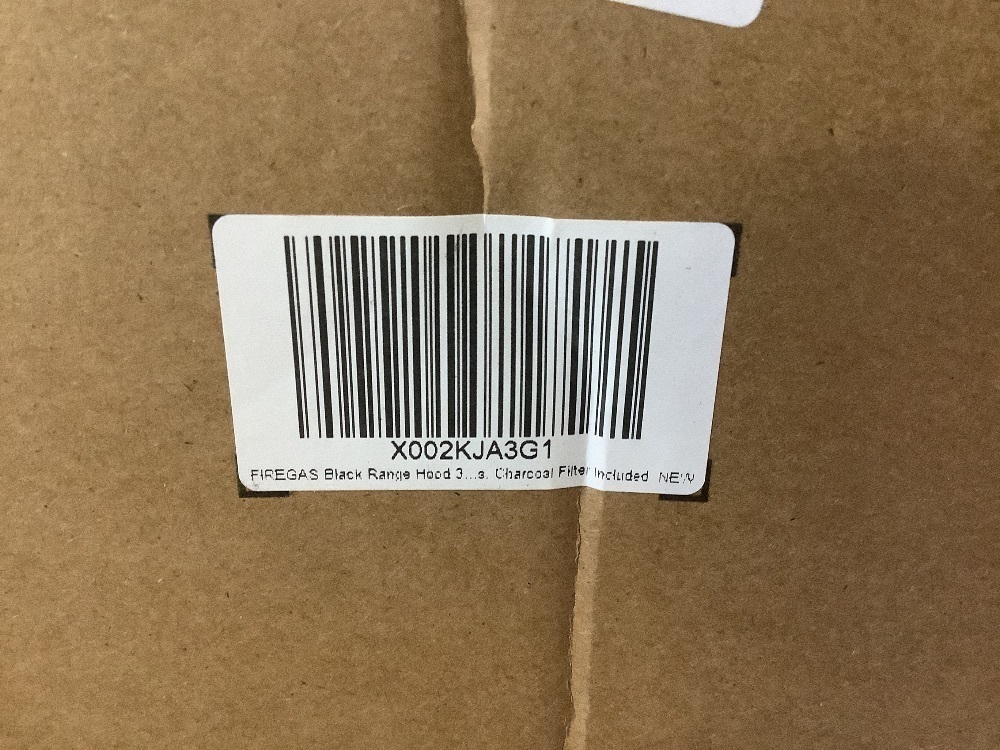 X002KJA3G1
FIREGAS Black Range Hood 3...s, Charcoal Filter Included NEW